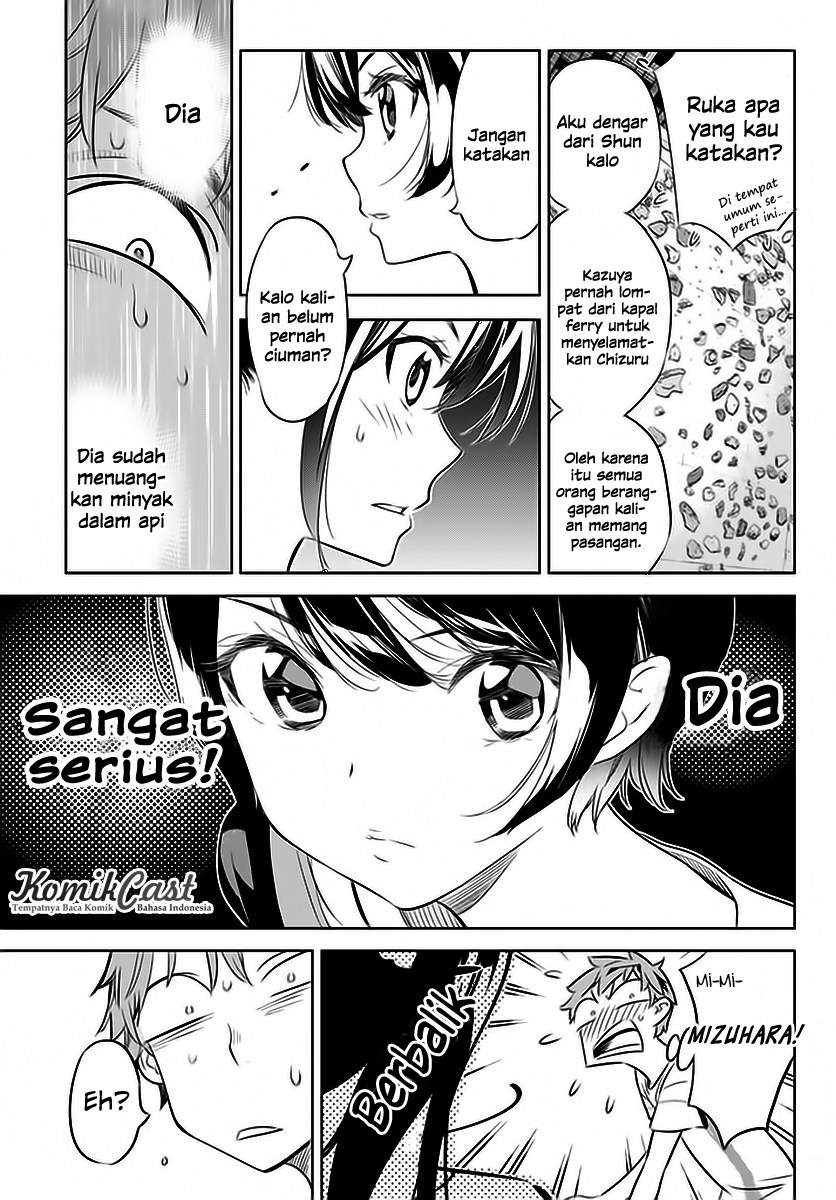 Ruka apa
yang kau
katakan?
Di tempat
umum se-
perti ini...
Aku dengar
dari Shun
kalo
Kazuya
pernah lom-
pat dari kapal
ferry untuk
menyelamat-
kan Chizuru
Oleh karena
itu semua
orang berang-
gapan kali-
an memang
pasangan.
Jangan
katakan
Kalo kali-
an belum
pernah
ciuman?
Dia
Dia sudah
menuang-
kan minyak
dalam api
Dia
Sangat
serius!
KomikCast
Tempatnya Baca Komik Bahasa Indonesia
Mi-Mi-
MIZUHARA!
Berbalik
Eh?